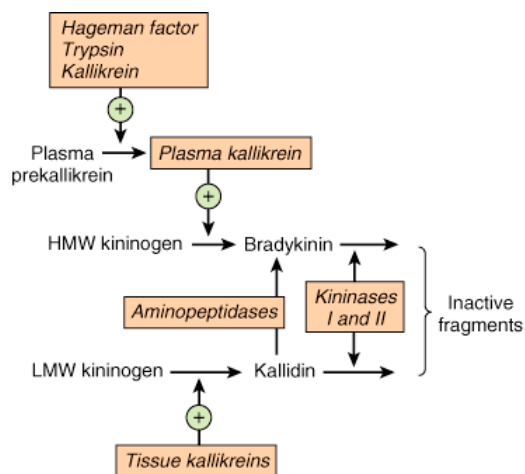 Hageman factor
Trypsin
Kallikrein
+
Plasma
prekallikrein
Plasma kallikrein
+
HMW kininogen
Bradykinin
Aminopeptidases
Kininases
I and II
Inactive
fragments
LMW kininogen
Kallidin
+
Tissue kallikreins